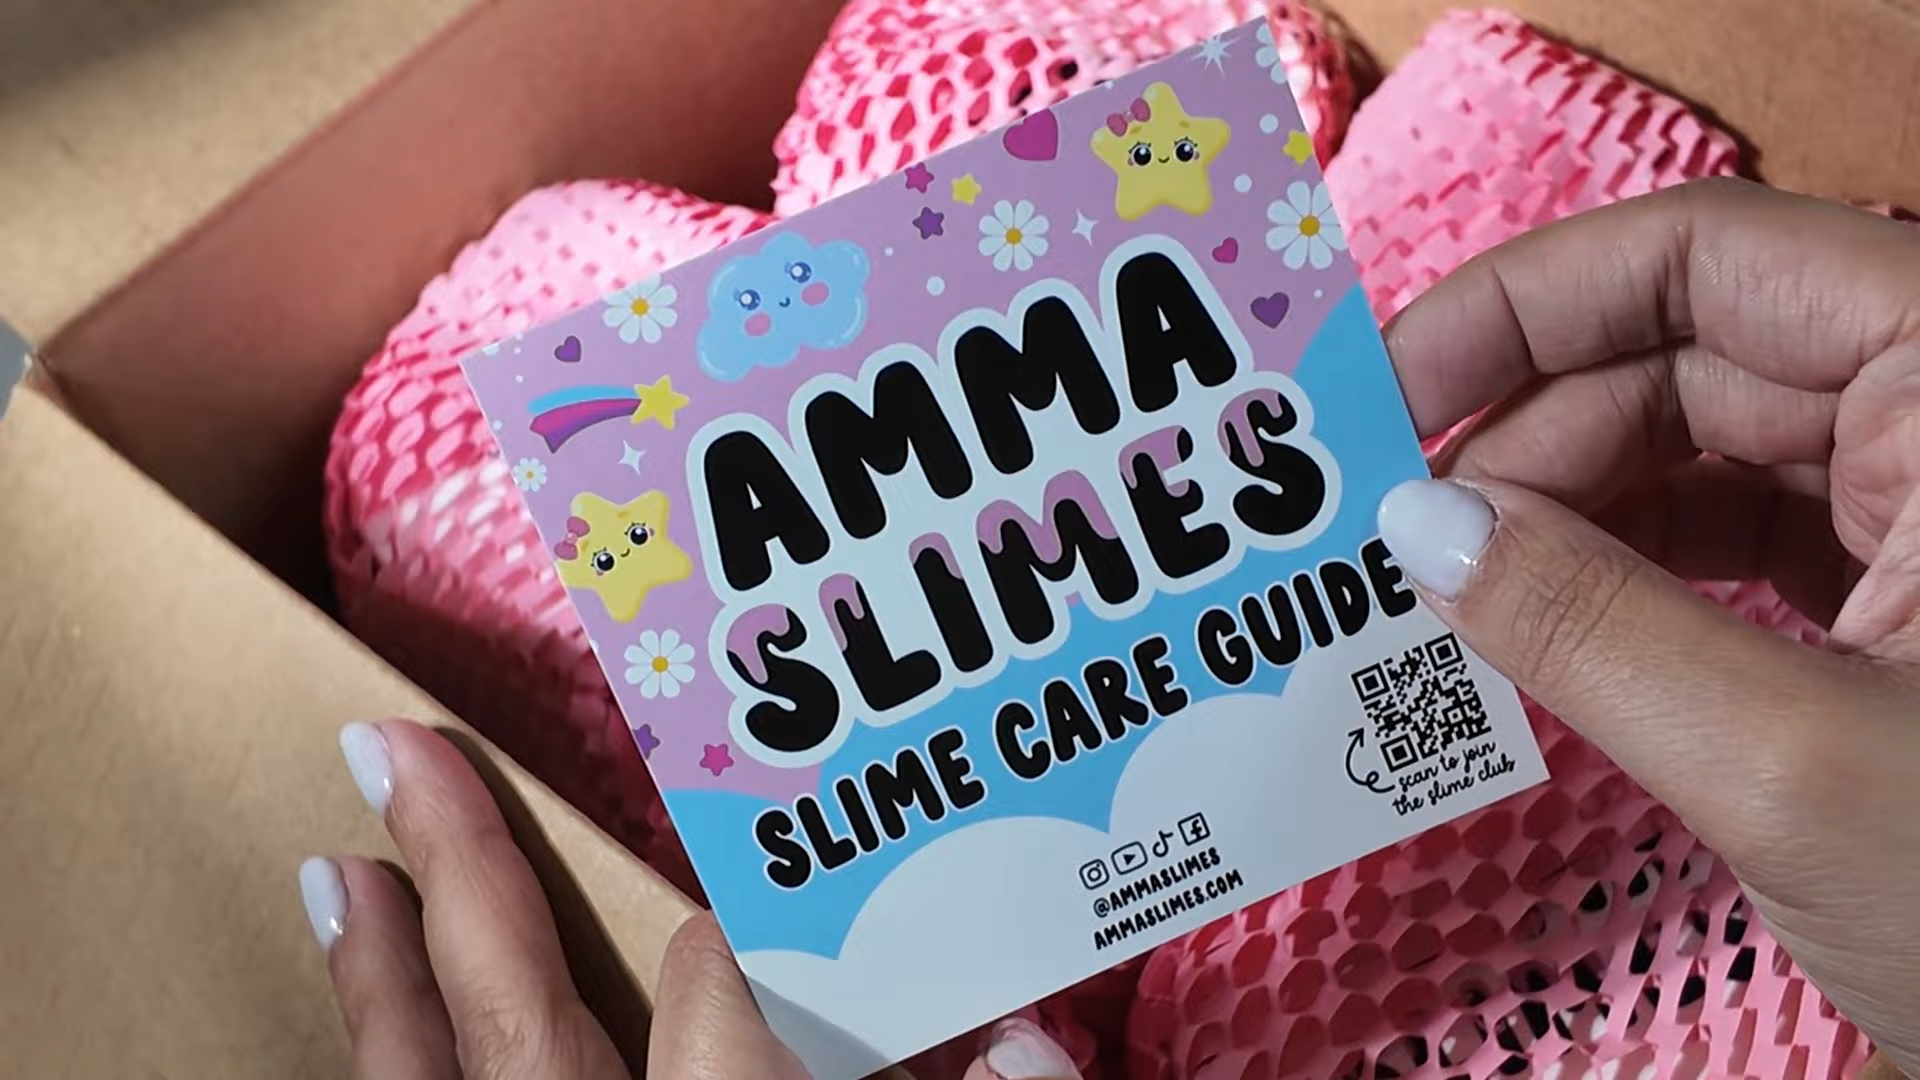 AMMA
SLIMES
SLIME CARE GUIDE
scan to join
the slime club
@AMMASLIMES
AMMASLIMES.COM